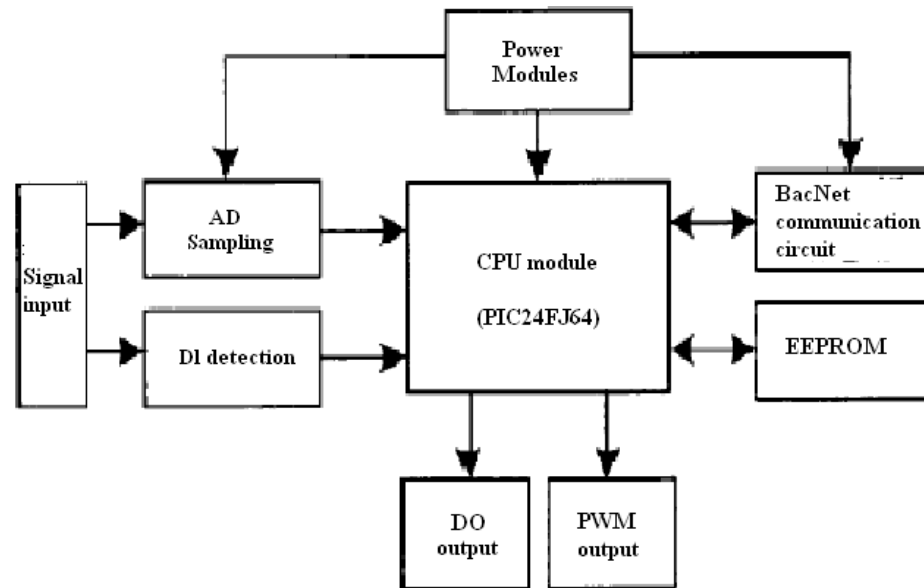 Power
Modules
AD
Sampling
BacNet
communication
circuit
Signal
input
CPU module
(PIC24FJ64)
DI detection
EEPROM
DO
output
PWM
output